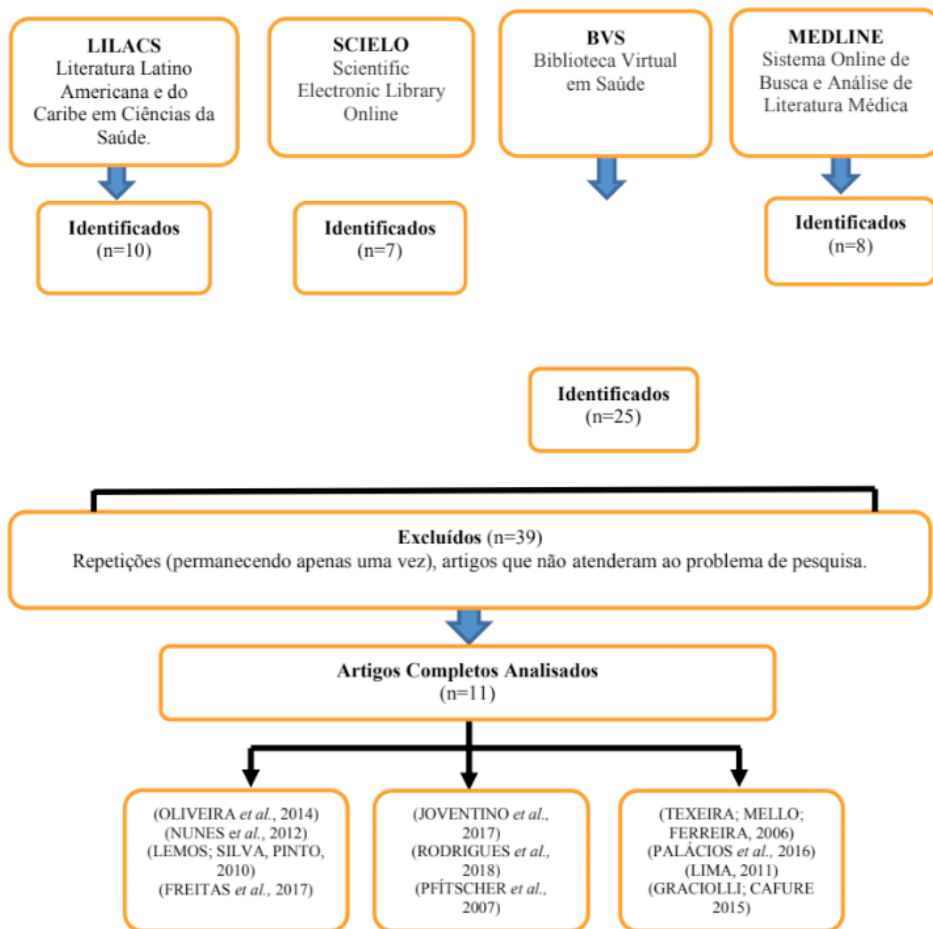 LILACS
Literatura Latino
Americana e do
Caribe em Ciências da
Saúde.
SCIELO
Scientific
Electronic Library
Online
BVS
Biblioteca Virtual
em Saúde
MEDLINE
Sistema Online de
Busca e Análise de
Literatura Médica
Identificados
(n=10)
Identificados
(n=7)
Identificados
(n=8)
Identificados
(n=25)
Excluídos (n=39)
Repetições (permanecendo apenas uma vez), artigos que não atenderam ao problema de pesquisa.
Artigos Completos Analisados
(n=11)
(OLIVEIRA et al., 2014)
(NUNES et al., 2012)
(LEMOS; SILVA, PINTO,
2010)
(FREITAS et al., 2017)
(JOVENTINO et al.,
2017)
(RODRIGUES et al.,
2018)
(PFÍTSCHER et al.,
2007)
(TEXEIRA; MELLO;
FERREIRA, 2006)
(PALÁCIOS et al., 2016)
(LIMA, 2011)
(GRACIOLLI; CAFURE
2015)